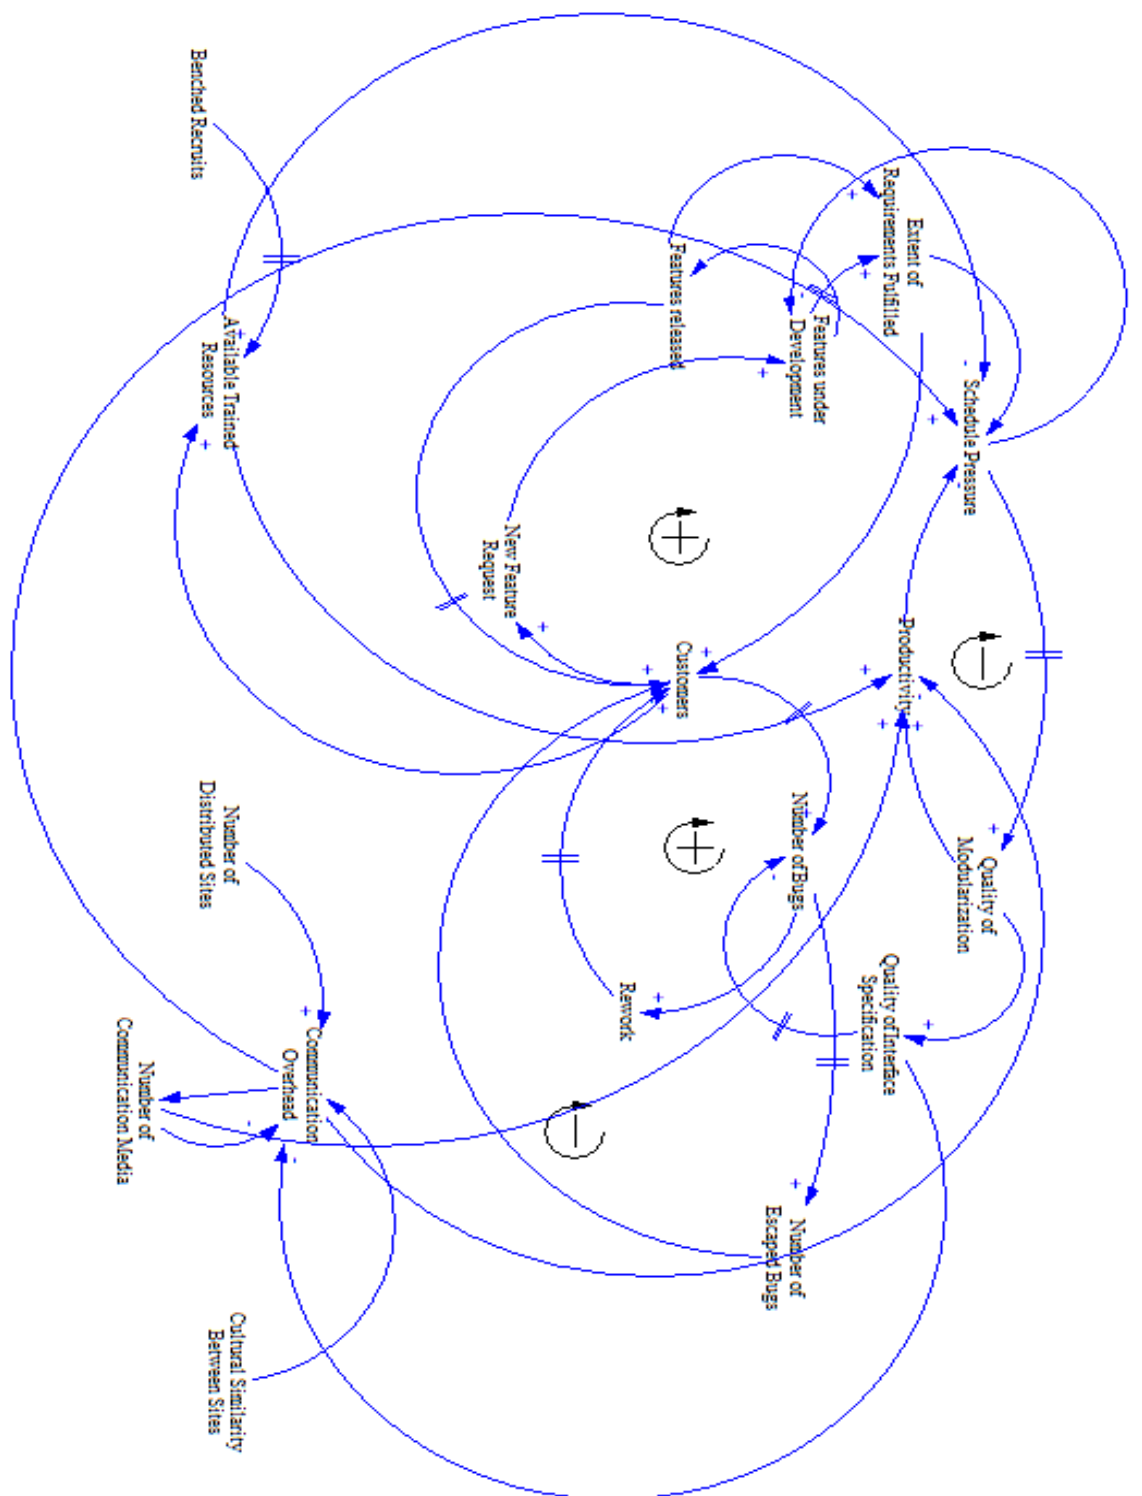 Schedule Pressure
Extent of
Requirements Fulfilled
Features under
Development
Features released
Benched Recruits
Available Trained
Resources
New Feature
Request
Productivity
Customers
Quality of
Modularization
Number of Bugs
Quality of Interface
Specification
Rework
Number of
Distributed Sites
Communication
Overhead
Number of
Communication Media
Number of
Escaped Bugs
Cultural Similarity
Between Sites